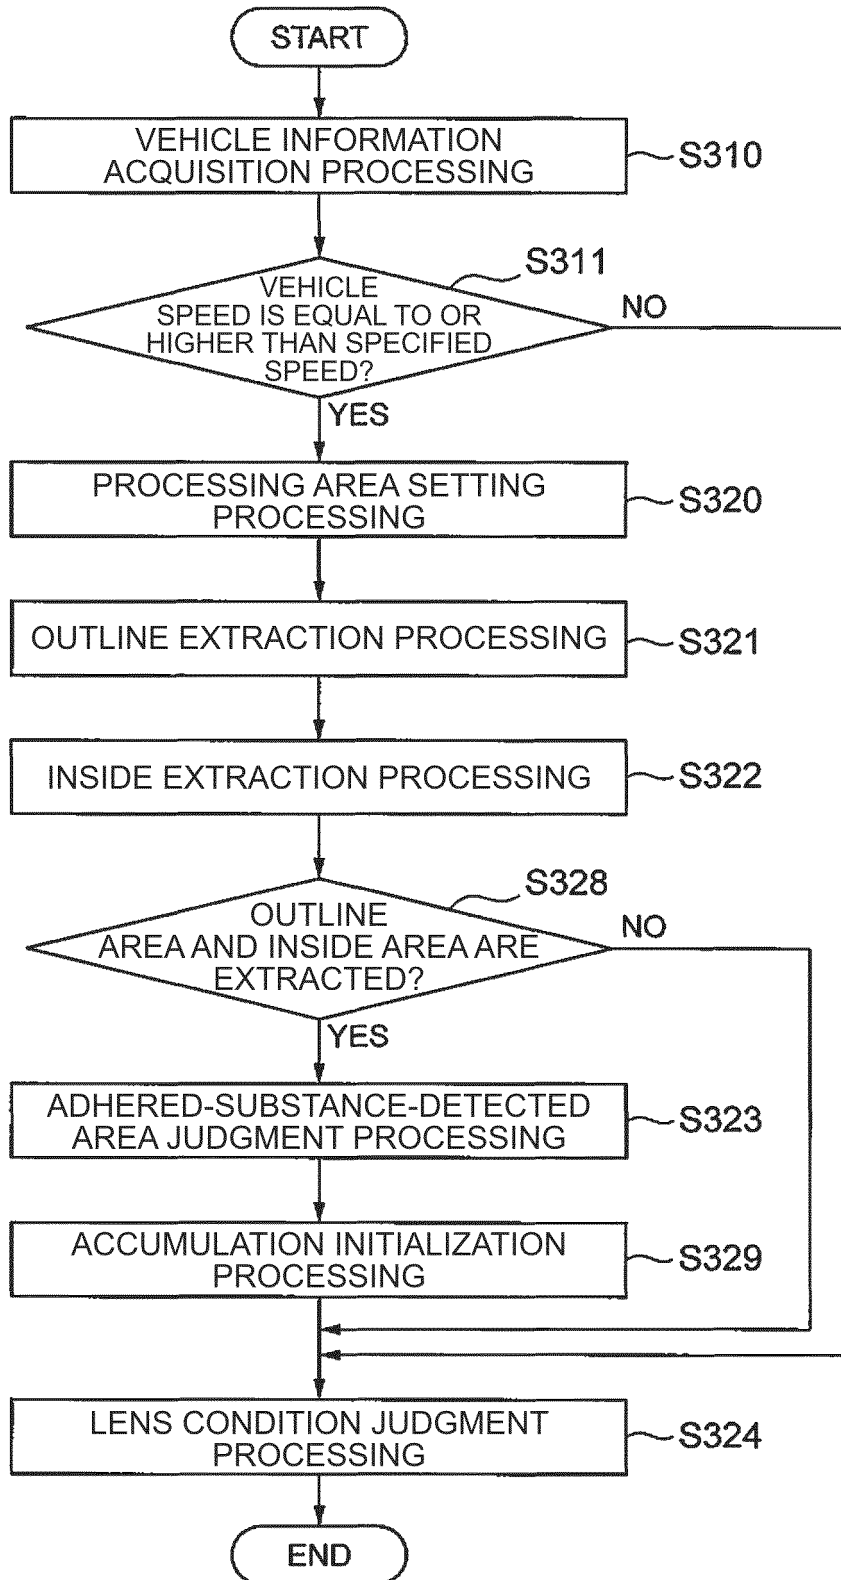 START
VEHICLE INFORMATION
ACQUISITION PROCESSING
S310
S311
VEHICLE
SPEED IS EQUAL TO OR
HIGHER THAN SPECIFIED
SPEED?
NO
YES
PROCESSING AREA SETTING
PROCESSING
S320
OUTLINE EXTRACTION PROCESSING
S321
INSIDE EXTRACTION PROCESSING
S322
S328
OUTLINE
AREA AND INSIDE AREA ARE
EXTRACTED?
NO
YES
ADHERED-SUBSTANCE-DETECTED
AREA JUDGMENT PROCESSING
S323
ACCUMULATION INITIALIZATION
PROCESSING
S329
LENS CONDITION JUDGMENT
PROCESSING
S324
END